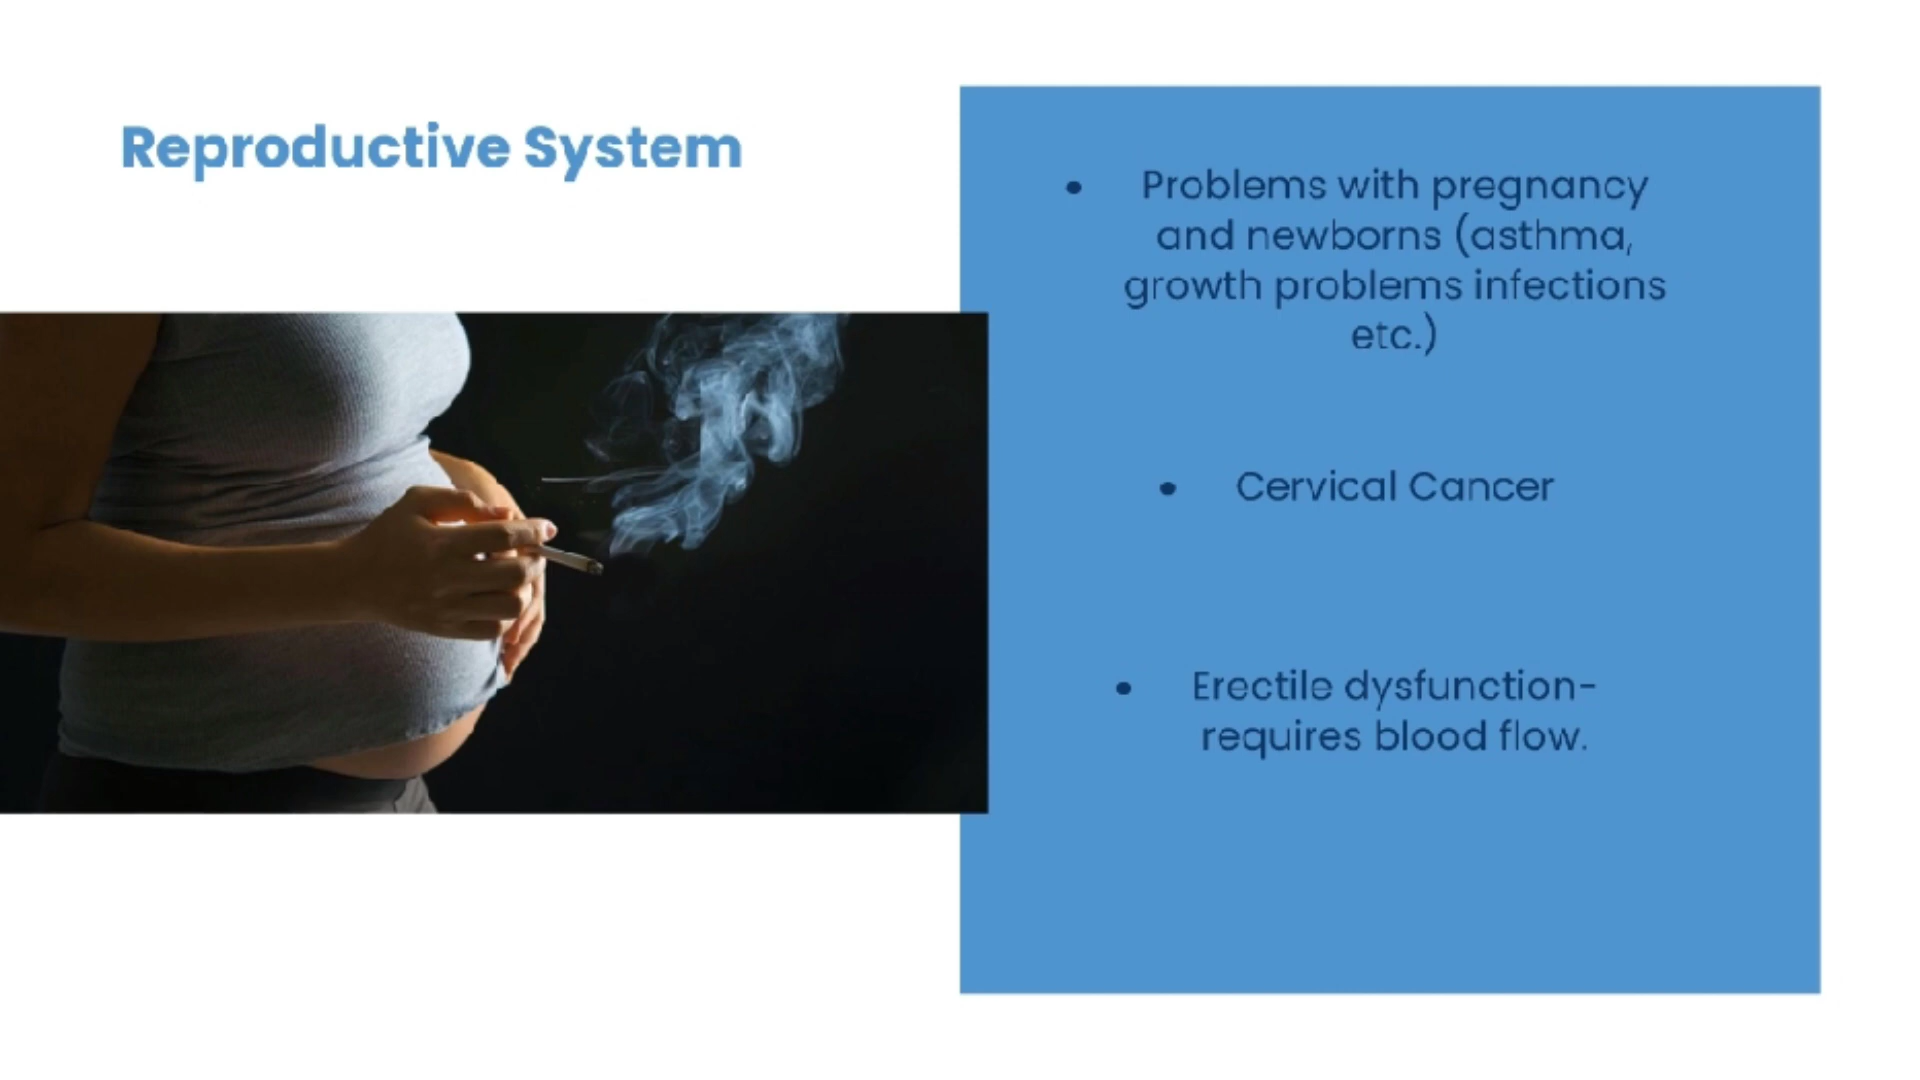 Reproductive System
• Problems with pregnancy
and newborns (asthma,
growth problems infections
etc.)
• Cervical Cancer
• Erectile dysfunction-
requires blood flow.